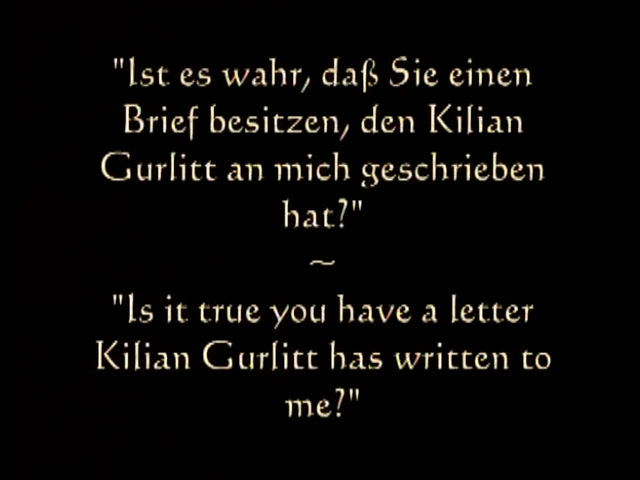 "Ist es wahr, daß Sie einen
Brief besitzen, den Kilian
Gurlitt an mich geschrieben
hat?"
~
"Is it true you have a letter
Kilian Gurlitt has written to
me?"